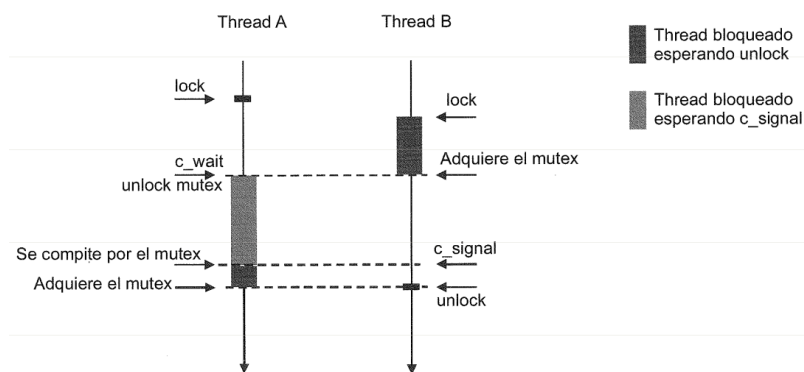 Thread A
Thread B
Thread bloqueado
esperando unlock
Thread bloqueado
esperando c_signal
lock
lock
c_wait
unlock mutex
Adquiere el mutex
Se compite por el mutex
c_signal
Adquiere el mutex
unlock